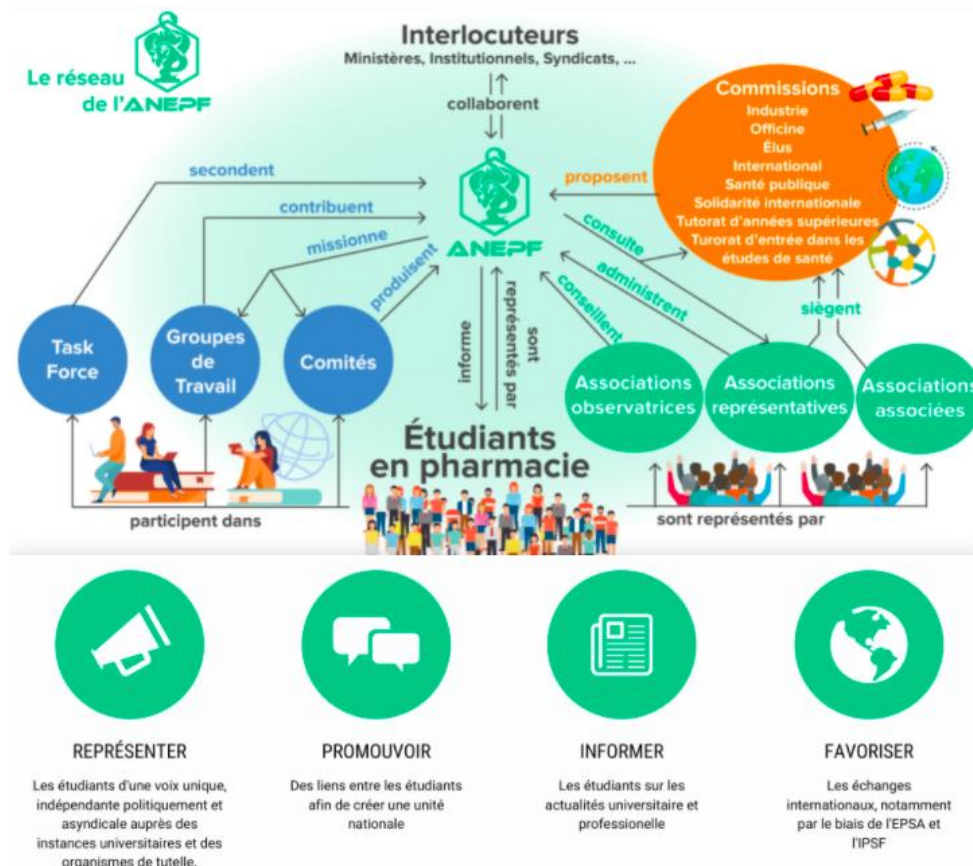 Le réseau
de l'ANEPF
Interlocuteurs
Ministères, Institutionnels, Syndicats, ...
collaborent
Commissions
Industrie
Officine
Élus
International
Santé publique
Solidarité internationale
Tutorat d'années supérieures
Turorat d'entrée dans les
études de santé
secondent
contribuent
missionne
produisent
ANEPF
proposent
consulte
administrent
conseillent
siègent
informe
sont
représentés par
Task
Force
Groupes
de
Travail
Comités
Associations
observatrices
Associations
représentatives
Associations
associées
Étudiants
en pharmacie
participent dans
sont représentés par
REPRÉSENTER
Les étudiants d'une voix unique,
indépendante politiquement et
asyndicale auprès des
instances universitaires et des
organismes de tutelle.
PROMOUVOIR
Des liens entre les étudiants
afin de créer une unité
nationale
INFORMER
Les étudiants sur les
actualités universitaire et
professionelle
FAVORISER
Les échanges
internationaux, notamment
par le biais de l'EPSA et
l'IPSF